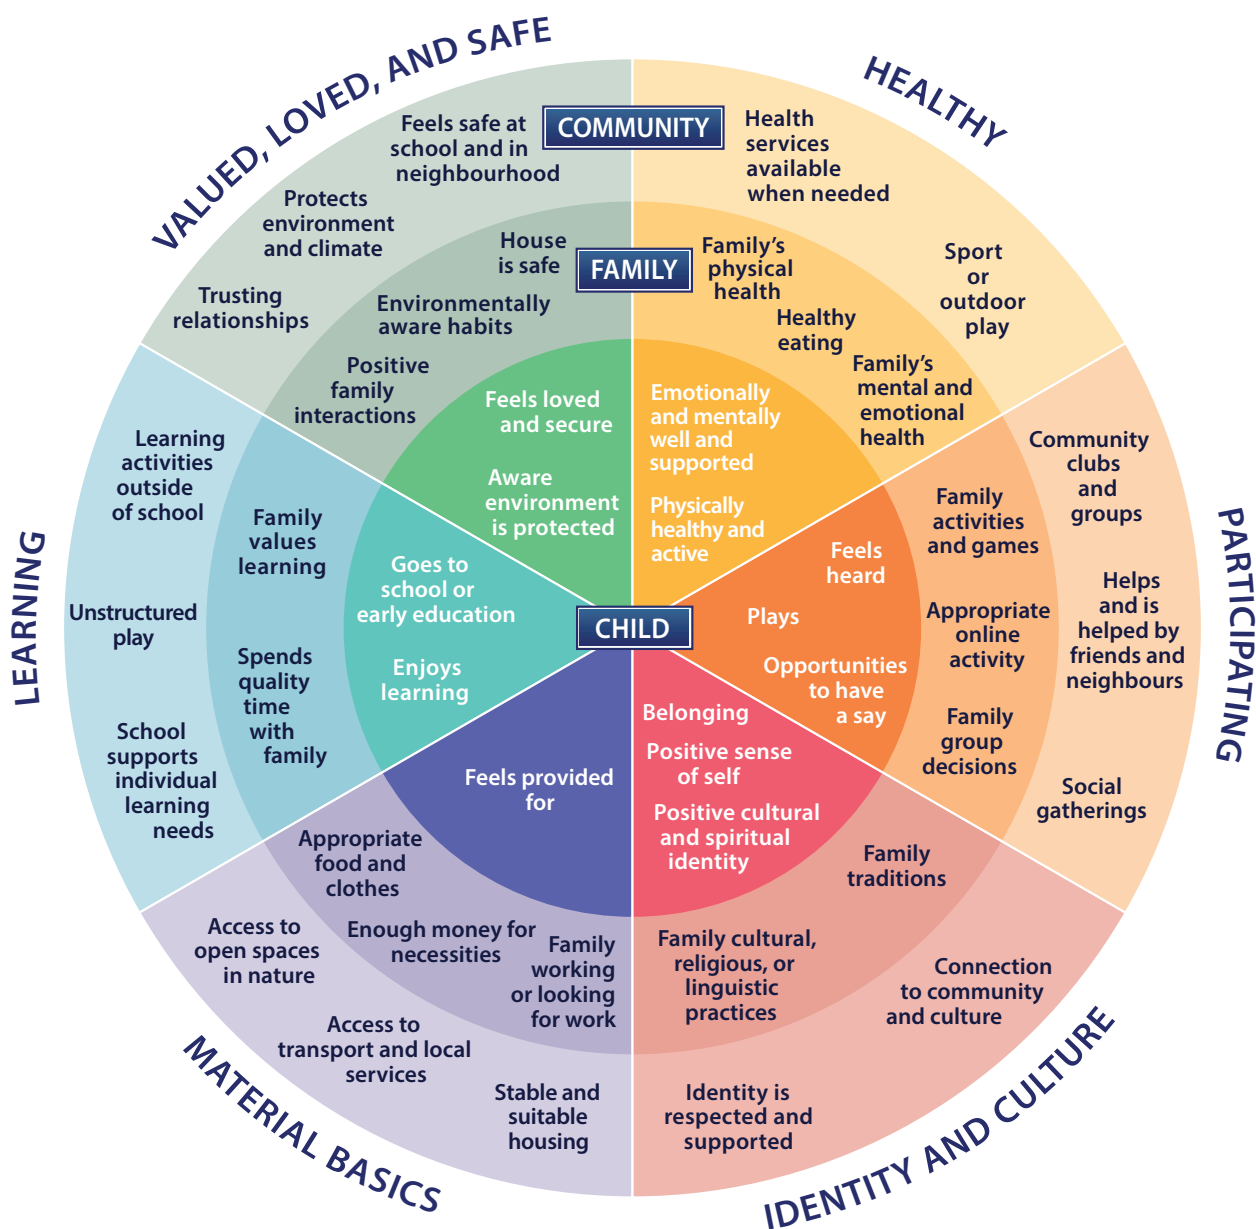 VALUED, LOVED, AND SAFE
HEALTHY
PARTICIPATING
IDENTITY AND CULTURE
MATERIAL BASICS
LEARNING
COMMUNITY
FAMILY
CHILD
Feels safe at
school and in
neighbourhood
Protects
environment
and climate
Trusting
relationships
House
is safe
Environmentally
aware habits
Positive
family
interactions
Feels loved
and secure
Aware
environment
is protected
Health
services
available
when needed
Sport
or
outdoor
play
Family’s
physical
health
Healthy
eating
Family’s
mental and
emotional
health
Emotionally
and mentally
well and
supported
Physically
healthy and
active
Community
clubs
and
groups
Helps
and is
helped by
friends and
neighbours
Social
gatherings
Family
activities
and games
Appropriate
online
activity
Family
group
decisions
Feels
heard
Plays
Opportunities
to have
a say
Belonging
Positive sense
of self
Positive cultural
and spiritual
identity
Family
traditions
Family cultural,
religious, or
linguistic
practices
Connection
to community
and culture
Identity is
respected and
supported
Feels provided
for
Appropriate
food and
clothes
Enough money for
necessities
Family
working
or looking
for work
Access to
open spaces
in nature
Access to
transport and local
services
Stable and
suitable
housing
Goes to
school or
early education
Enjoys
learning
Family
values
learning
Spends
quality
time
with
family
Learning
activities
outside
of school
Unstructured
play
School
supports
individual
learning
needs